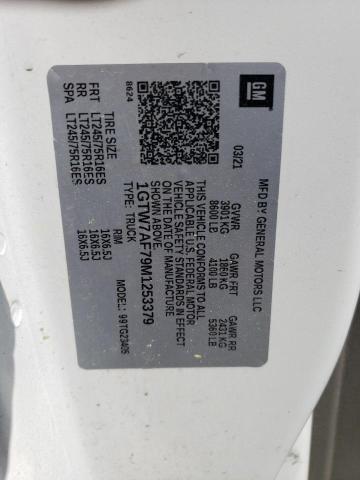 GM
03/21
8624
MFD BY GENERAL MOTORS LLC
GVWR GAWR FRT GAWR RR
3901 KG 1860 KG 2431 KG
8600 LB 4100 LB 5360 LB
THIS VEHICLE CONFORMS TO ALL
APPLICABLE U.S. FEDERAL MOTOR
VEHICLE SAFETY STANDARDS IN EFFECT
ON THE DATE OF MANUFACTURE SHOWN ABOVE.
1GTW7AF79M1253379
TYPE: TRUCK MODEL: 99TG23405
TIRE SIZE RIM
FRT LT245/75R16ES 16X6.5J
RR LT245/75R16ES 16X6.5J
SPA LT245/75R16ES 16X6.5J